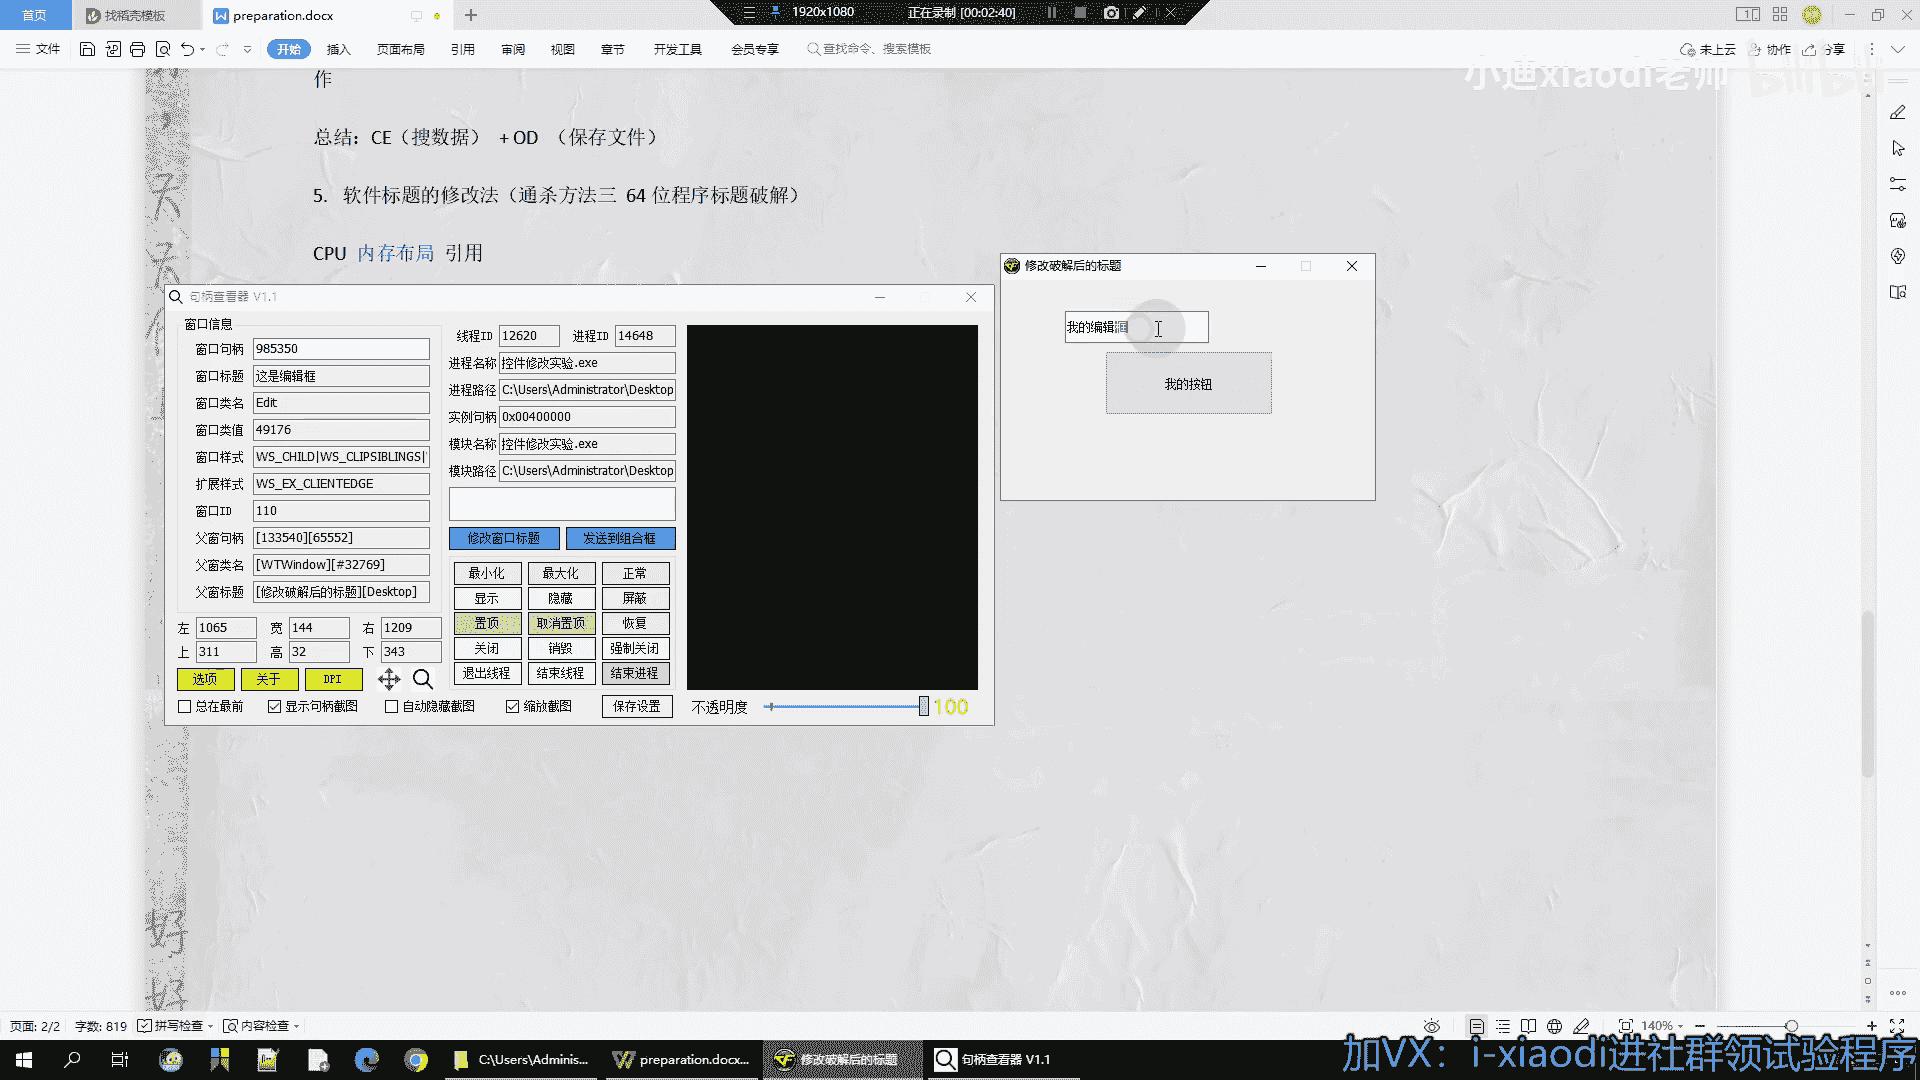 首页
找稻壳模板
preparation.docx
1920x1080
正在录制 [00:02:40]
文件
开始
插入
页面布局
引用
审阅
视图
章节
开发工具
会员专享
查找命令、搜索模板
未上云
协作
分享
小迪xiaodi老师
bilibili
作
总结：CE（搜数据） + OD （保存文件）
5. 软件标题的修改法（通杀方法三 64 位程序标题破解）
CPU 内存布局 引用
句柄查看器 V1.1
窗口信息
窗口句柄 985350
窗口标题 这是编辑框
窗口类名 Edit
窗口类值 49176
窗口样式 WS_CHILD|WS_CLIPSIBLINGS|
扩展样式 WS_EX_CLIENTEDGE
窗口ID 110
父窗句柄 [133540][65552]
父窗类名 [WTWindow][#32769]
父窗标题 [修改破解后的标题][Desktop]
左 1065 宽 144 右 1209
上 311 高 32 下 343
选项 关于 DPI
总在最前 显示句柄截图 自动隐藏截图 缩放截图 保存设置
线程ID 12620 进程ID 14648
进程名称 控件修改实验.exe
进程路径 C:\Users\Administrator\Desktop
实例句柄 0x00400000
模块名称 控件修改实验.exe
模块路径 C:\Users\Administrator\Desktop
修改窗口标题 发送到组合框
最小化 最大化 正常
显示 隐藏 屏蔽
置顶 取消置顶 恢复
关闭 销毁 强制关闭
退出线程 结束线程 结束进程
不透明度 100
修改破解后的标题
我的编辑框
我的按钮
好
好
页面: 2/2 字数: 819 拼写检查 内容检查
140%
C:\Users\Adminis...
preparation.docx...
修改破解后的标题
句柄查看器 V1.1
加VX：i-xiaodi进社群领试验程序